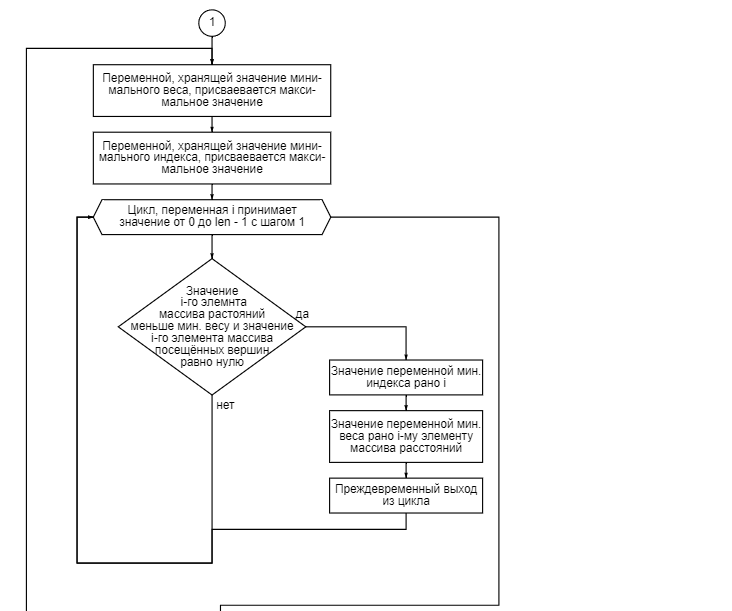 1
Переменной, хранящей значение мини-
мального веса, присваевается макси-
мальное значение
Переменной, хранящей значение мини-
мального индекса, присваевается макси-
мальное значение
Цикл, переменная i принимает
значение от 0 до len - 1 с шагом 1
Значение
i-го элемнта
массива растояний
меньше мин. весу и значение
i-го элемента массива
посещённых вершин
равно нулю
да
нет
Значение переменной мин.
индекса рано i
Значение переменной мин.
веса рано i-му элементу
массива расстояний
Преждевременный выход
из цикла